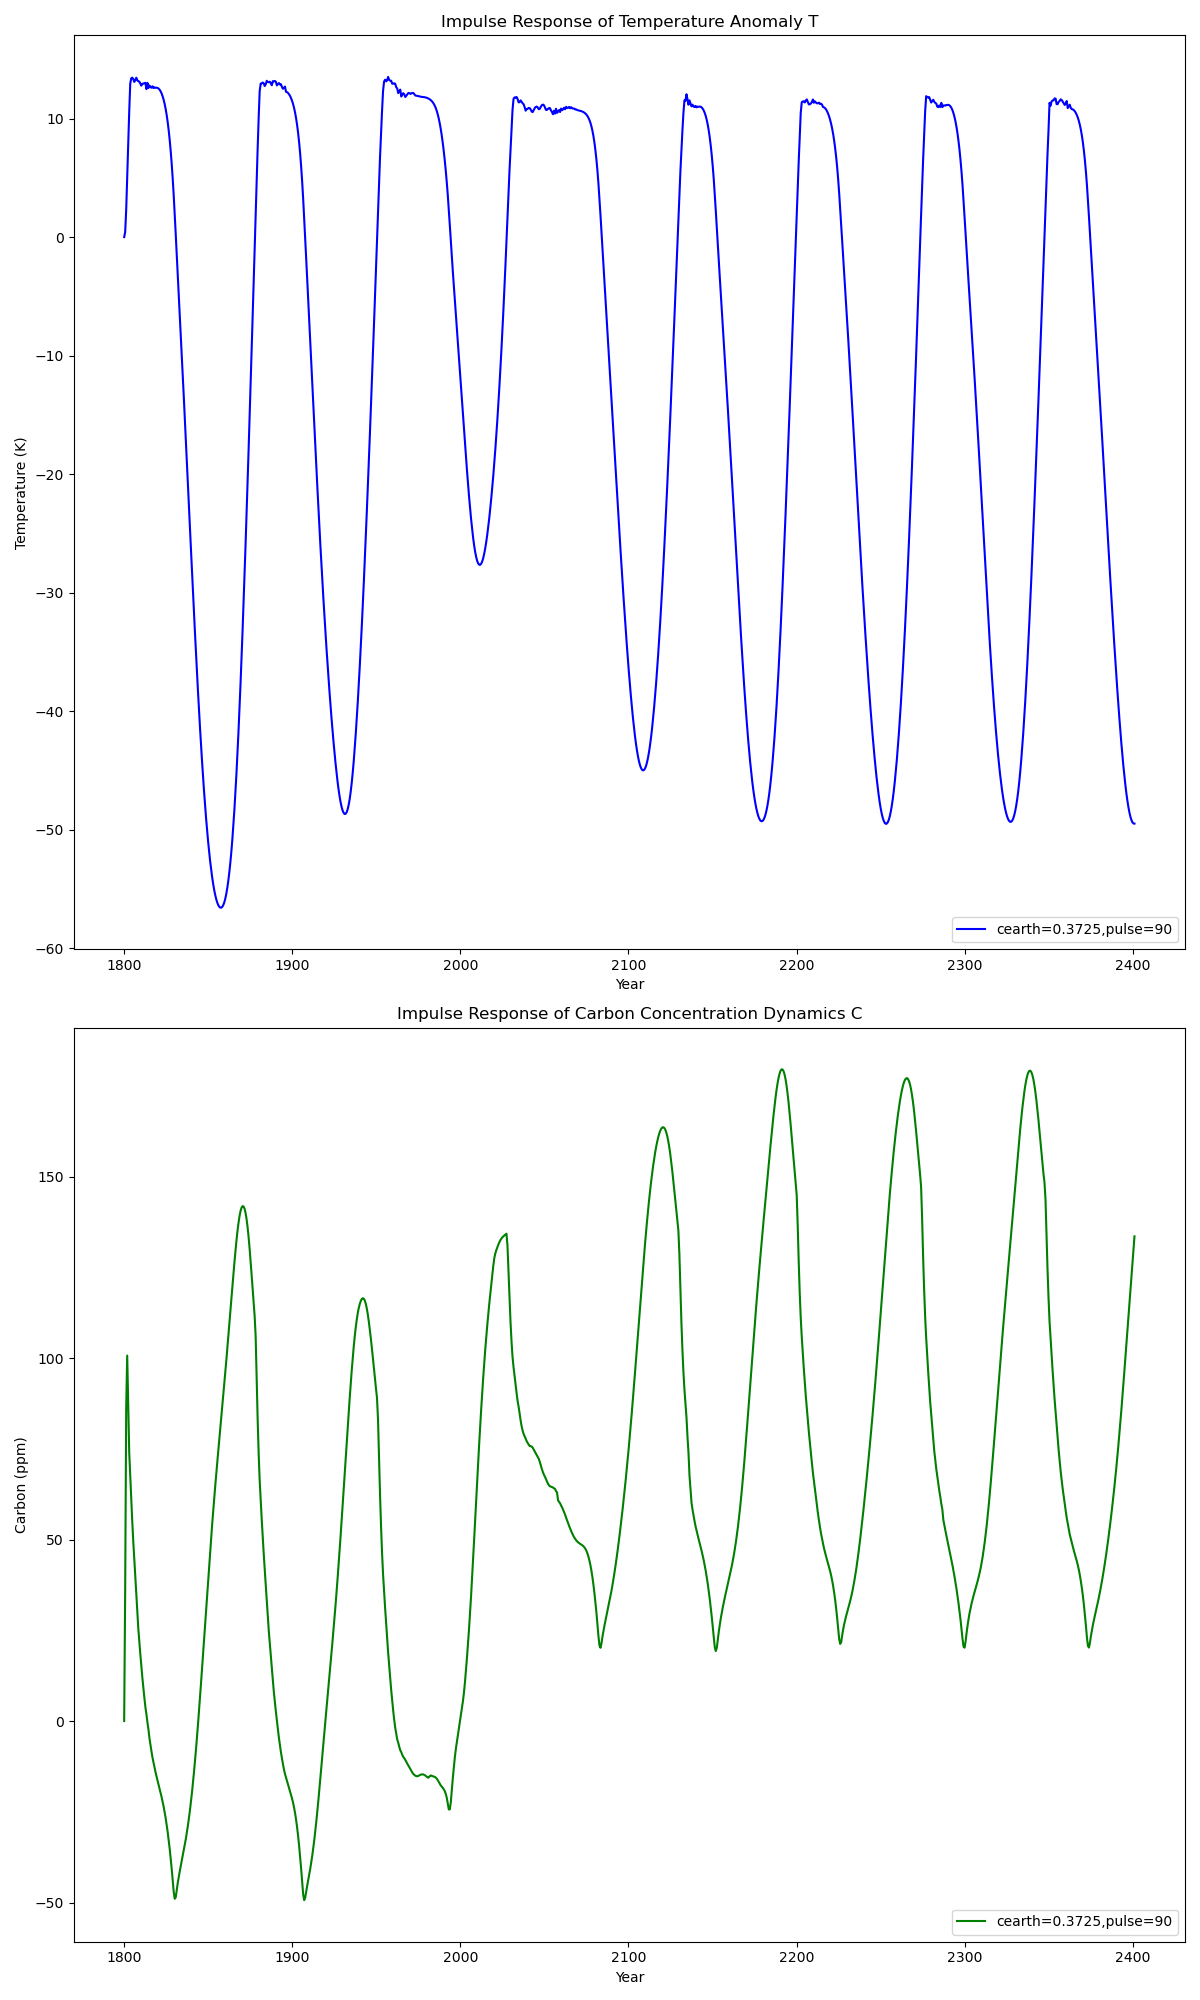 Impulse Response of Temperature Anomaly T
10
0
−10
−20
−30
−40
−50
−60
Temperature (K)
cearth=0.3725,pulse=90
1800 1900 2000 2100 2200 2300 2400
Year
Impulse Response of Carbon Concentration Dynamics C
150
100
50
0
−50
Carbon (ppm)
cearth=0.3725,pulse=90
1800 1900 2000 2100 2200 2300 2400
Year